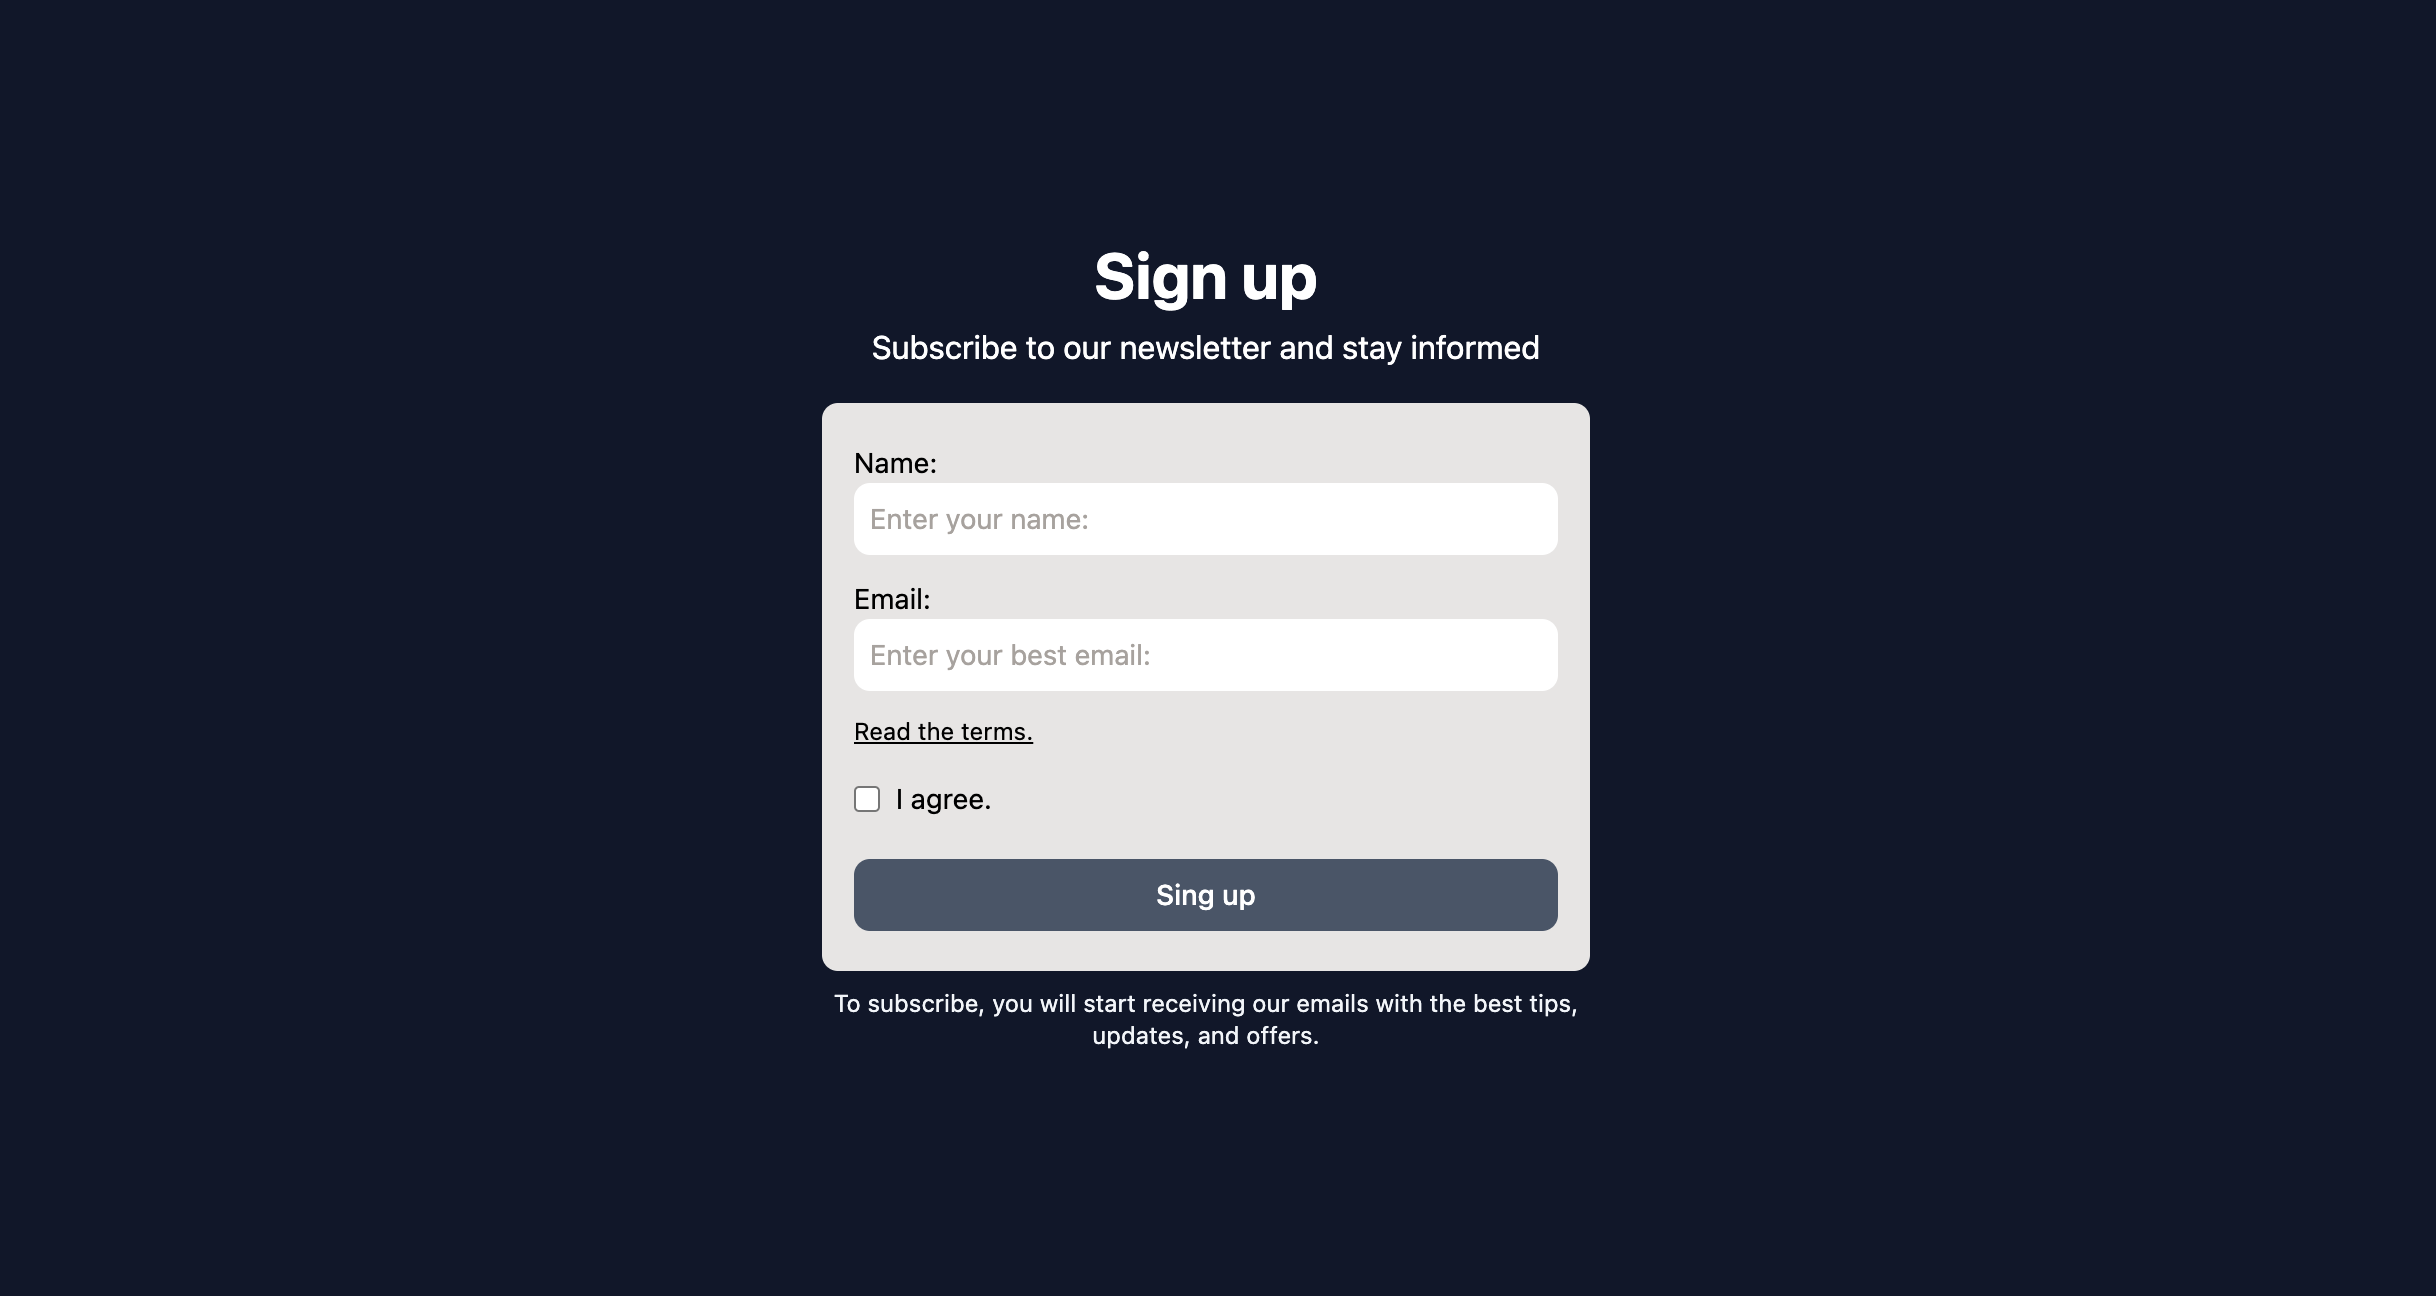 Sign up
Subscribe to our newsletter and stay informed
Name:
Enter your name:
Email:
Enter your best email:
Read the terms.
I agree.
Sing up
To subscribe, you will start receiving our emails with the best tips,
updates, and offers.